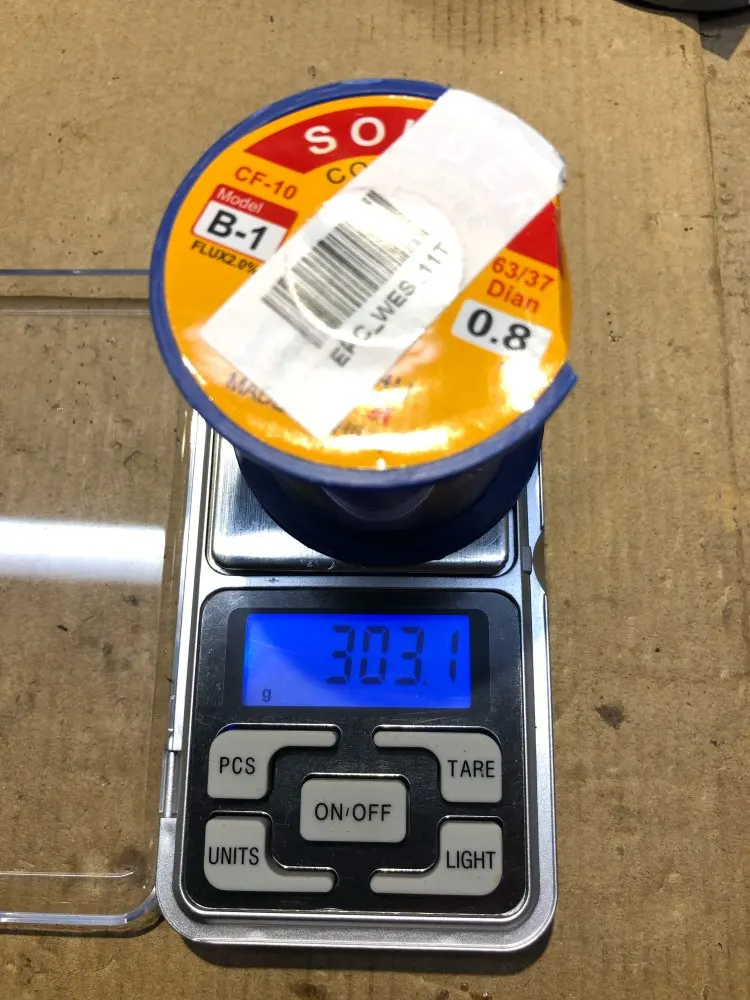 CF-10
Model
B-1
FLUX2.0%
63/37
Dian
0.8
303.1
g
PCS
TARE
ON/OFF
UNITS
LIGHT